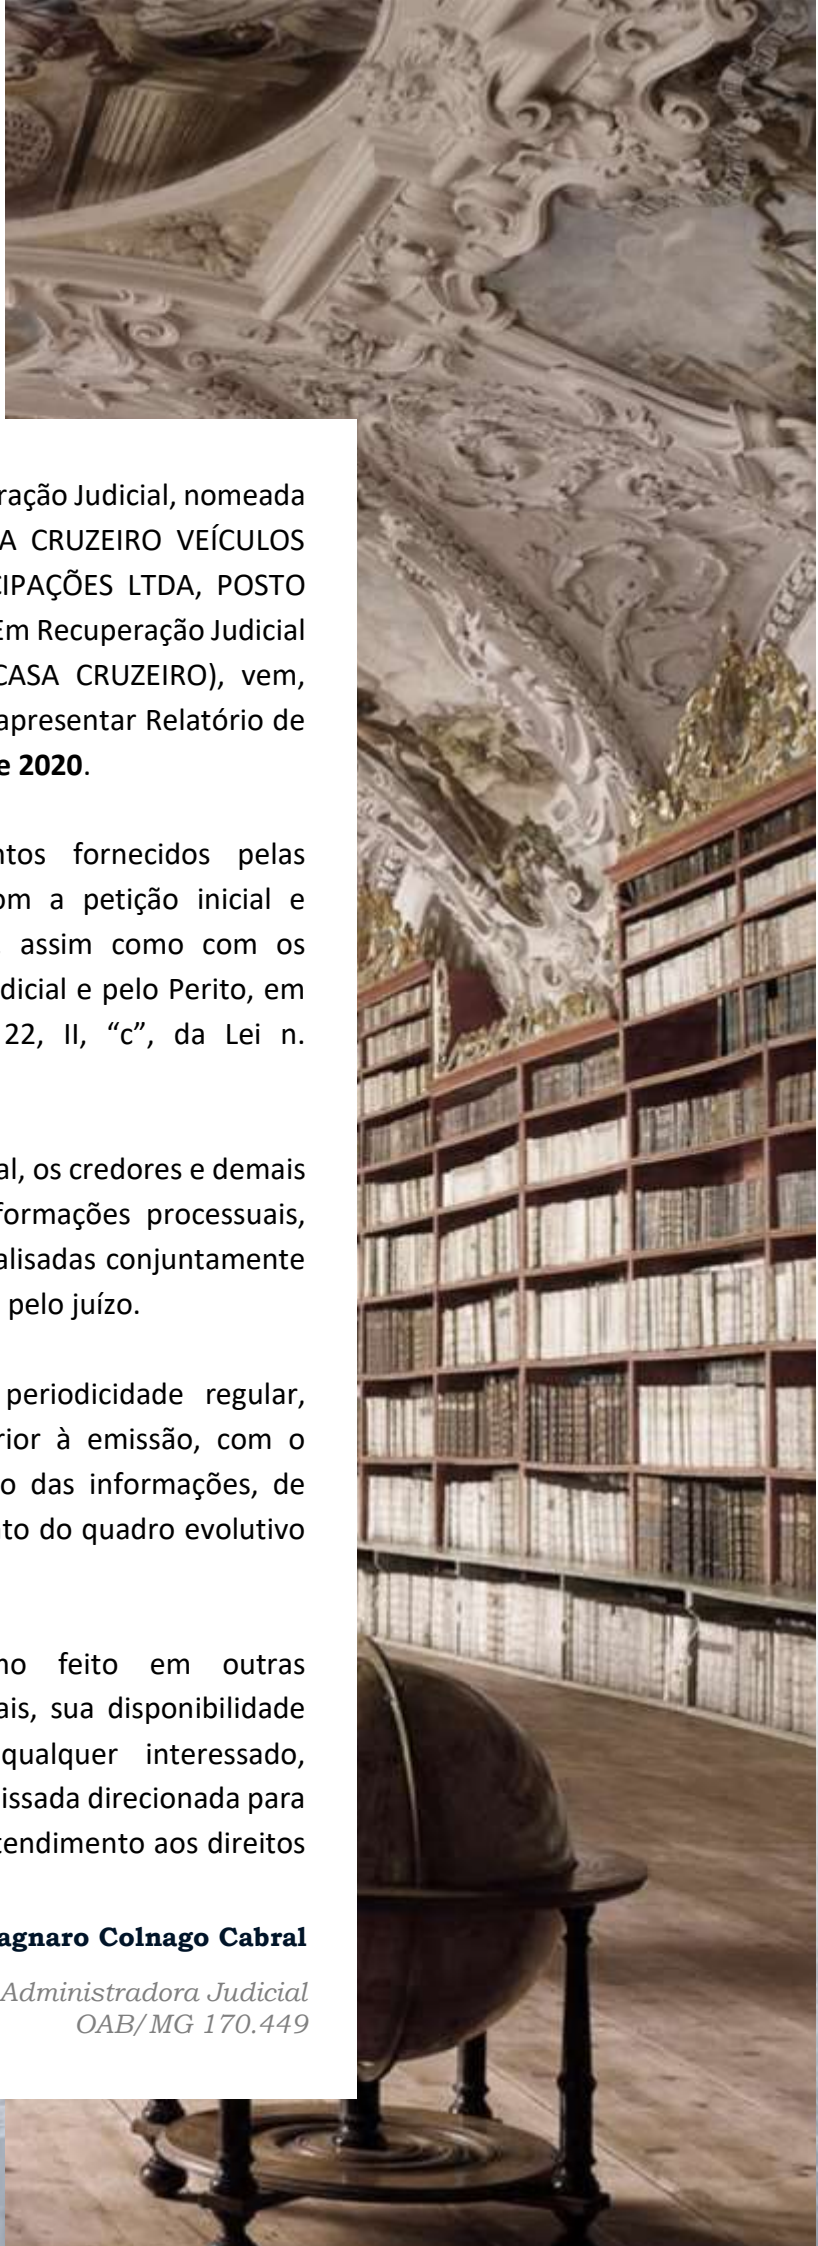 ração Judicial, nomeada
A CRUZEIRO VEÍCULOS
CIPAÇÕES LTDA, POSTO
Em Recuperação Judicial
CASA CRUZEIRO), vem,
apresentar Relatório de
e 2020.
ntos fornecidos pelas
om a petição inicial e
assim como com os
dicial e pelo Perito, em
22, II, “c”, da Lei n.
al, os credores e demais
formações processuais,
alisadas conjuntamente
pelo juízo.
periodicidade regular,
rior à emissão, com o
o das informações, de
nto do quadro evolutivo
no feito em outras
ais, sua disponibilidade
qualquer interessado,
issada direcionada para
tendimento aos direitos
agnaro Colnago Cabral
Administradora Judicial
OAB/MG 170.449